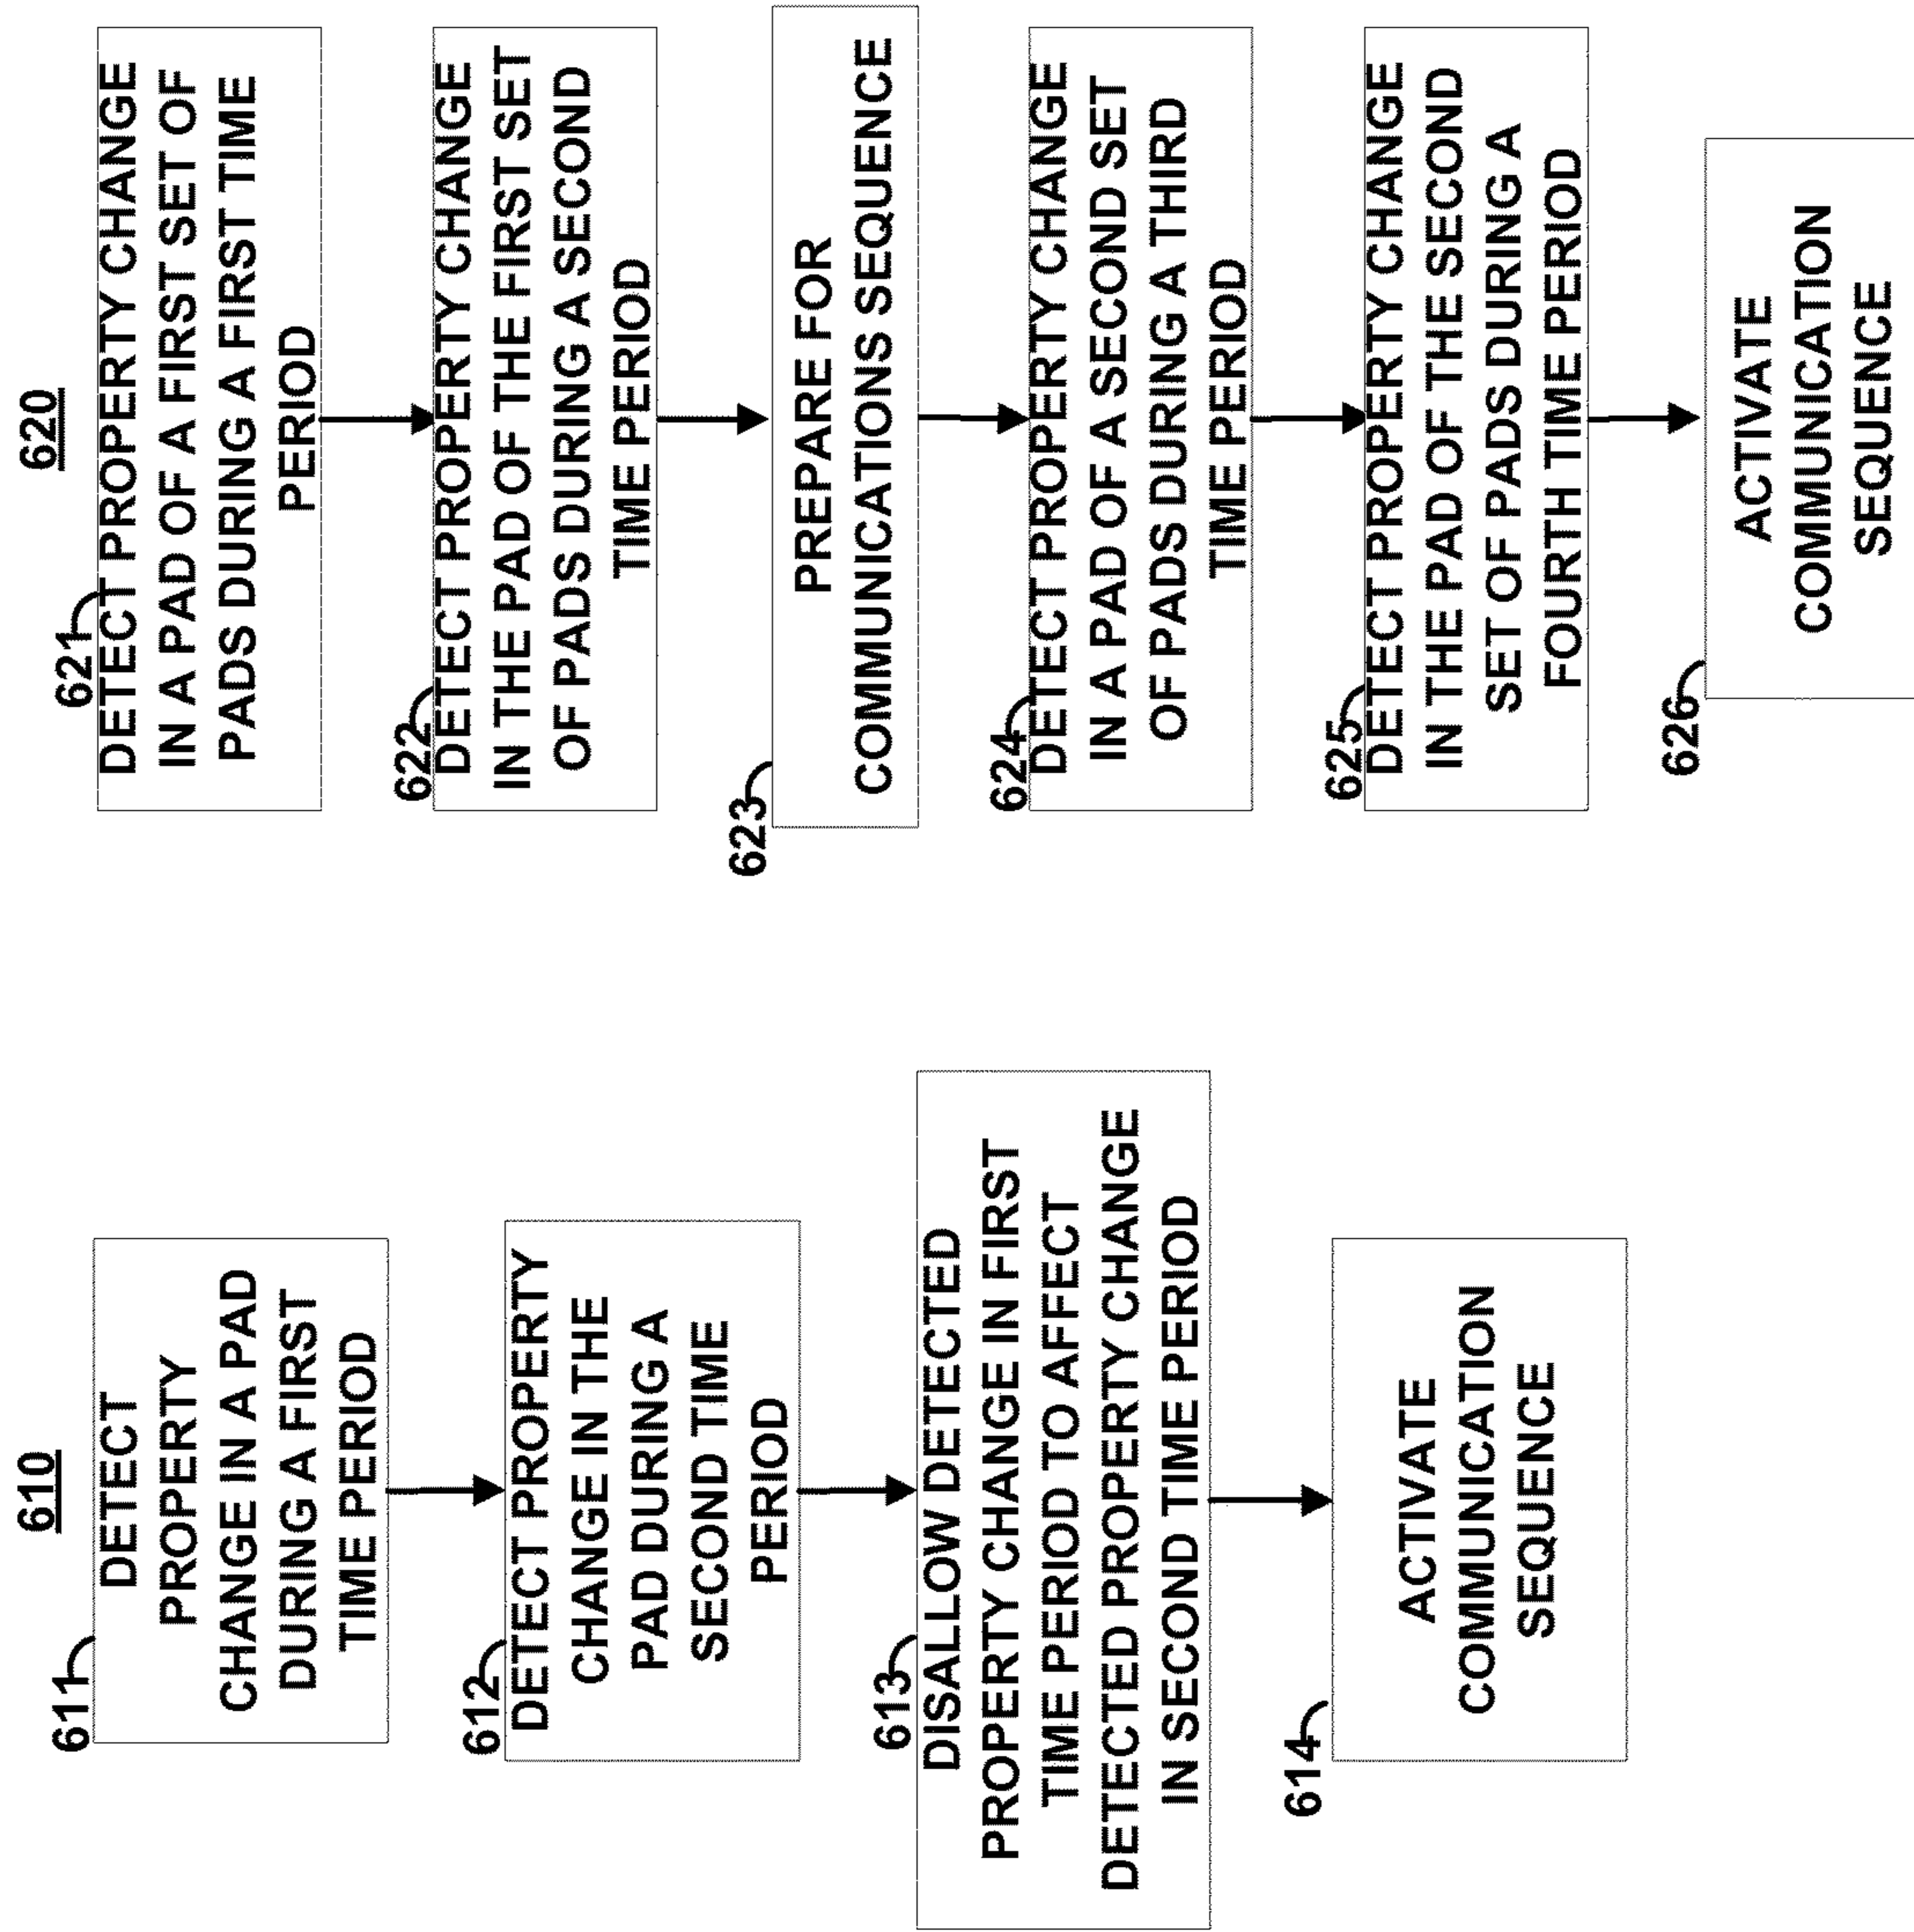 610
611
DETECT
PROPERTY
CHANGE IN A PAD
DURING A FIRST
TIME PERIOD
612
DETECT PROPERTY
CHANGE IN THE
PAD DURING A
SECOND TIME
PERIOD
613
DISALLOW DETECTED
PROPERTY CHANGE IN FIRST
TIME PERIOD TO AFFECT
DETECTED PROPERTY CHANGE
IN SECOND TIME PERIOD
614
ACTIVATE
COMMUNICATION
SEQUENCE
620
621
DETECT PROPERTY CHANGE
IN A PAD OF A FIRST SET OF
PADS DURING A FIRST TIME
PERIOD
622
DETECT PROPERTY CHANGE
IN THE PAD OF THE FIRST SET
OF PADS DURING A SECOND
TIME PERIOD
623
PREPARE FOR
COMMUNICATIONS SEQUENCE
624
DETECT PROPERTY CHANGE
IN A PAD OF A SECOND SET
OF PADS DURING A THIRD
TIME PERIOD
625
DETECT PROPERTY CHANGE
IN THE PAD OF THE SECOND
SET OF PADS DURING A
FOURTH TIME PERIOD
626
ACTIVATE
COMMUNICATION
SEQUENCE